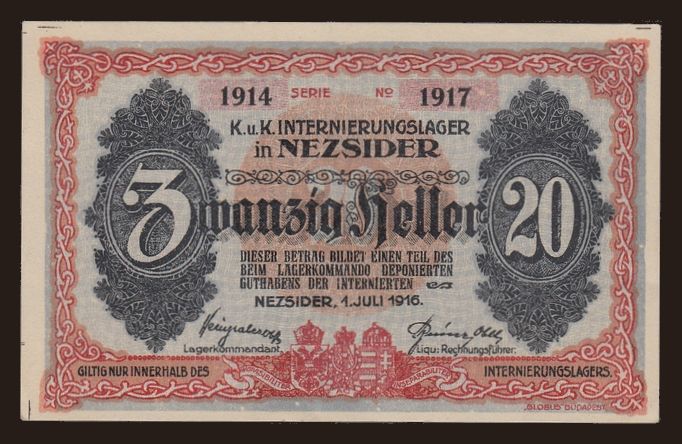 1914 SERIE No 1917
K.u.K. INTERNIERUNGSLAGER
in NEZSIDER
Zwanzig Heller 20
DIESER BETRAG BILDET EINEN TEIL DES
BEIM LAGERKOMMANDO DEPONIERTEN
GUTHABENS DER INTERNIERTEN
NEZSIDER, 1. JULI 1916.
Lagerkommandant. Liqu: Rechnungsführer:
GILTIG NUR INNERHALB DES INTERNIERUNGSLAGERS.
"GLOBUS" BUDAPEST